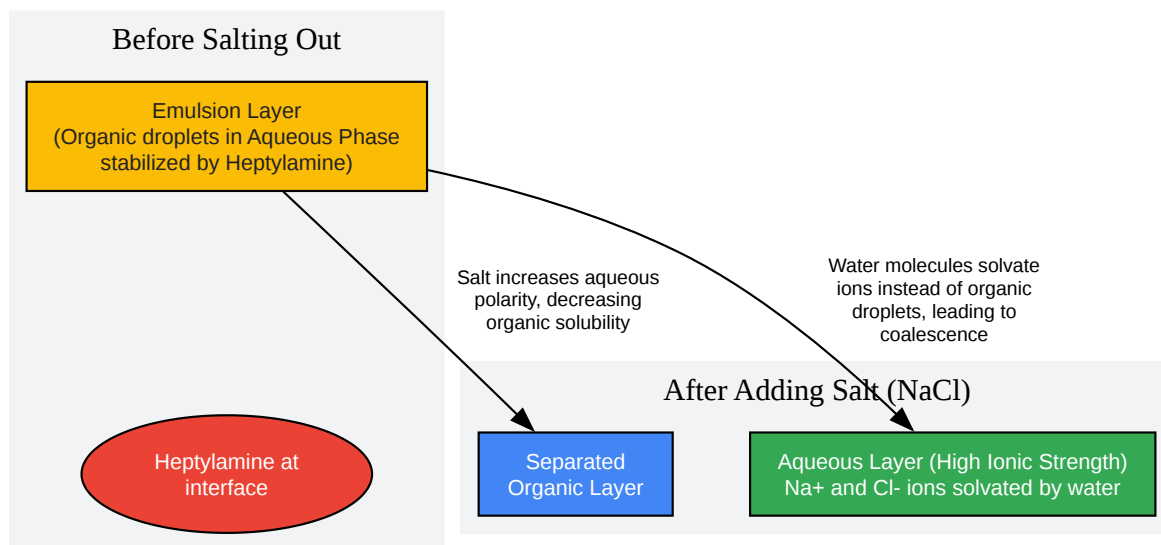 Before Salting Out
Emulsion Layer
(Organic droplets in Aqueous Phase
stabilized by Heptylamine)
Salt increases aqueous
polarity, decreasing
organic solubility
Water molecules solvate
ions instead of organic
droplets, leading to
coalescence
After Adding Salt (NaCl)
Heptylamine at
interface
Separated
Organic Layer
Aqueous Layer (High Ionic Strength)
Na+ and Cl- ions solvated by water